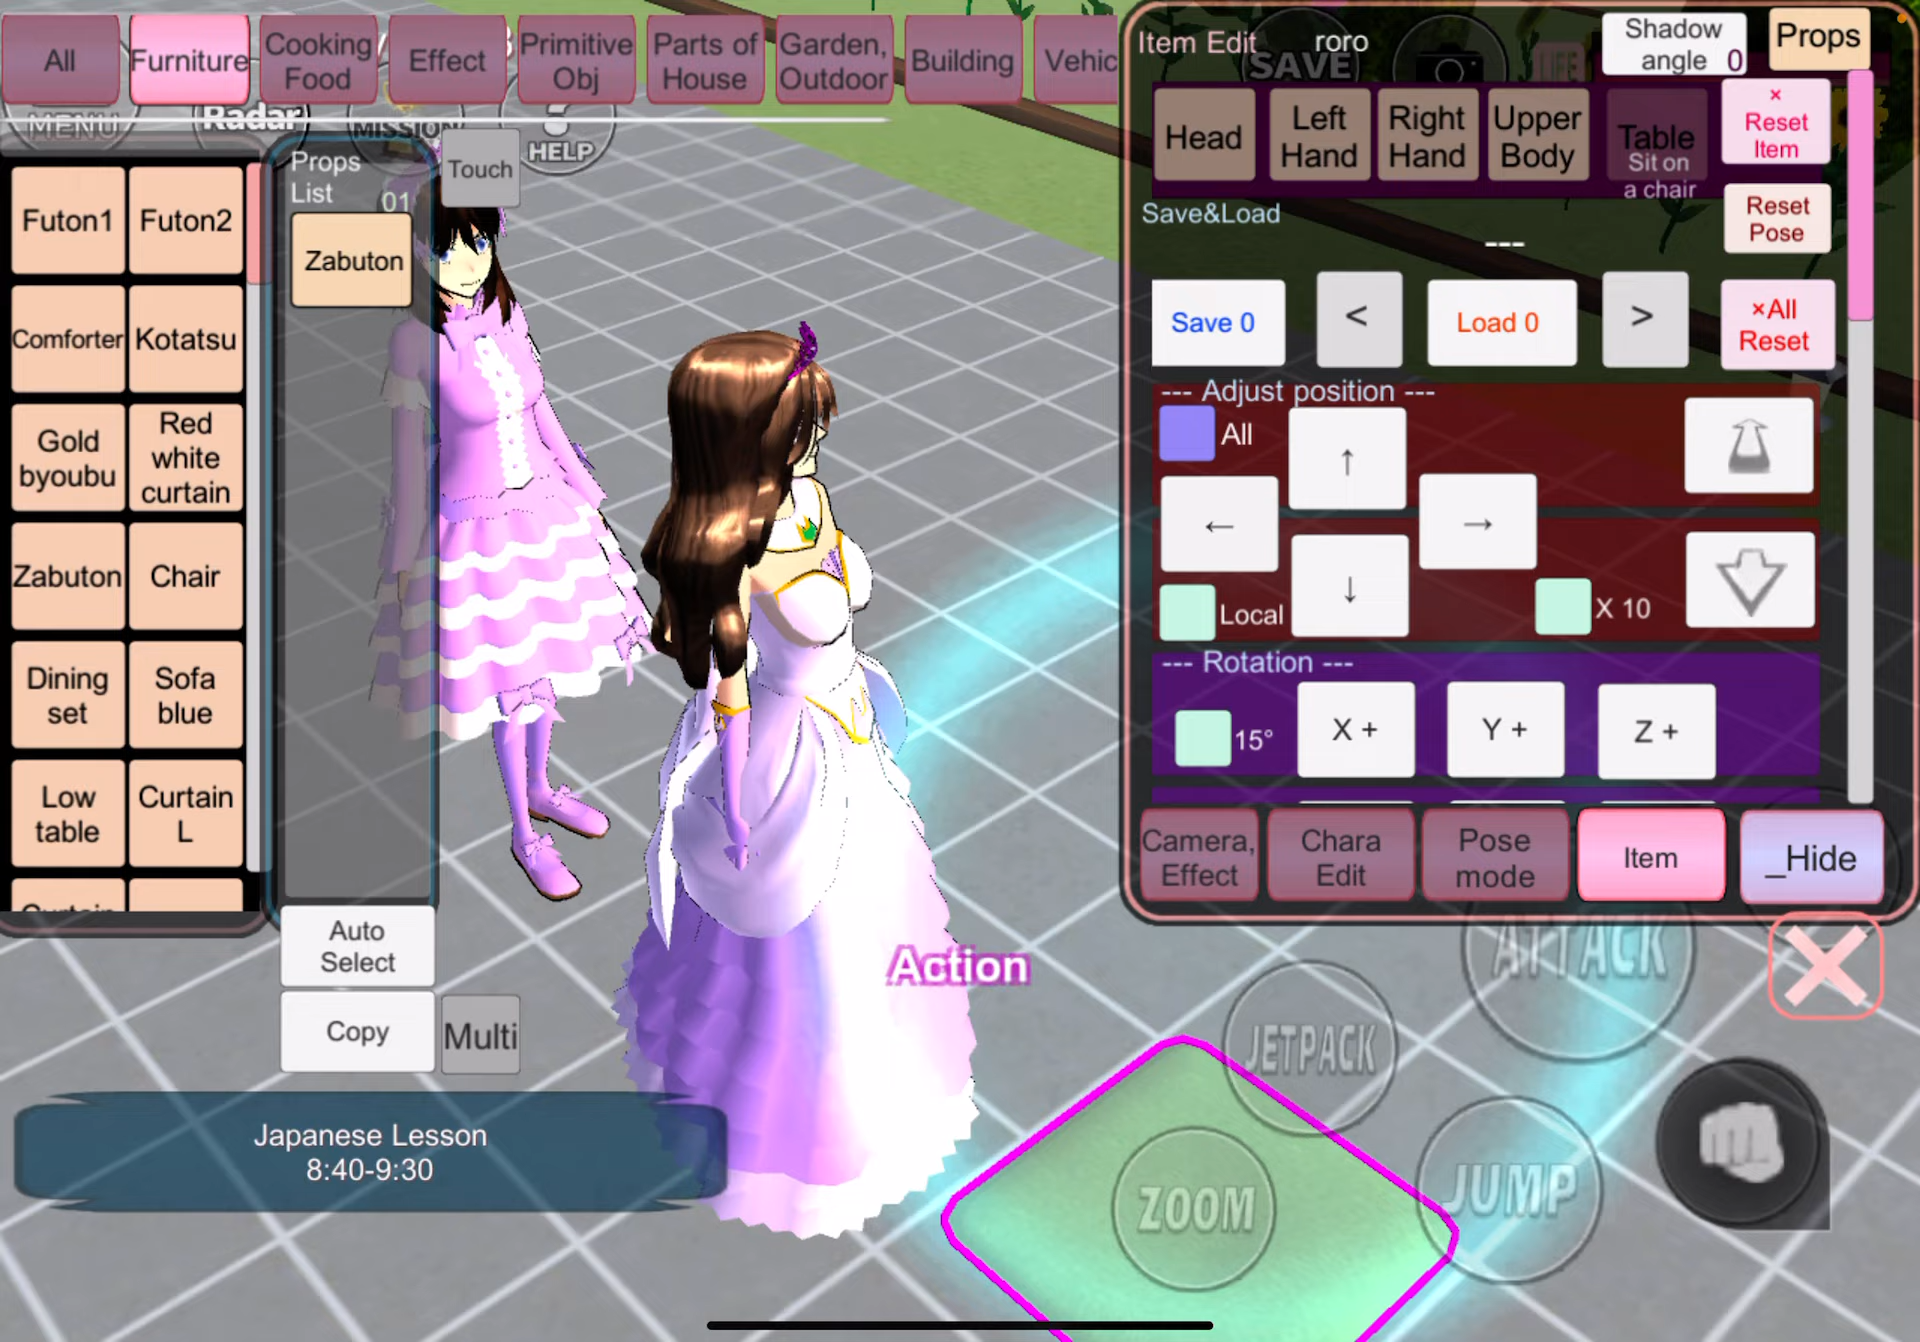 All
Furniture
Cooking
Food
Effect
Primitive
Obj
Parts of
House
Garden,
Outdoor
Building
Vehic
MENU
Radar
MISSION
?
HELP
Touch
Props
List
01
Zabuton
Futon1
Futon2
Comforter
Kotatsu
Gold
byoubu
Red
white
curtain
Zabuton
Chair
Dining
set
Sofa
blue
Low
table
Curtain
L
Auto
Select
Copy
Multi
Japanese Lesson
8:40-9:30
Item Edit
roro
SAVE
Shadow
angle 0
Props
Head
Left
Hand
Right
Hand
Upper
Body
Table
Sit on
a chair
×
Reset
Item
Save&Load
---
Reset
Pose
Save 0
<
Load 0
>
×All
Reset
--- Adjust position ---
All
↑
←
→
Local
↓
X 10
--- Rotation ---
15°
X +
Y +
Z +
Camera,
Effect
Chara
Edit
Pose
mode
Item
_Hide
ATTACK
Action
JETPACK
ZOOM
JUMP